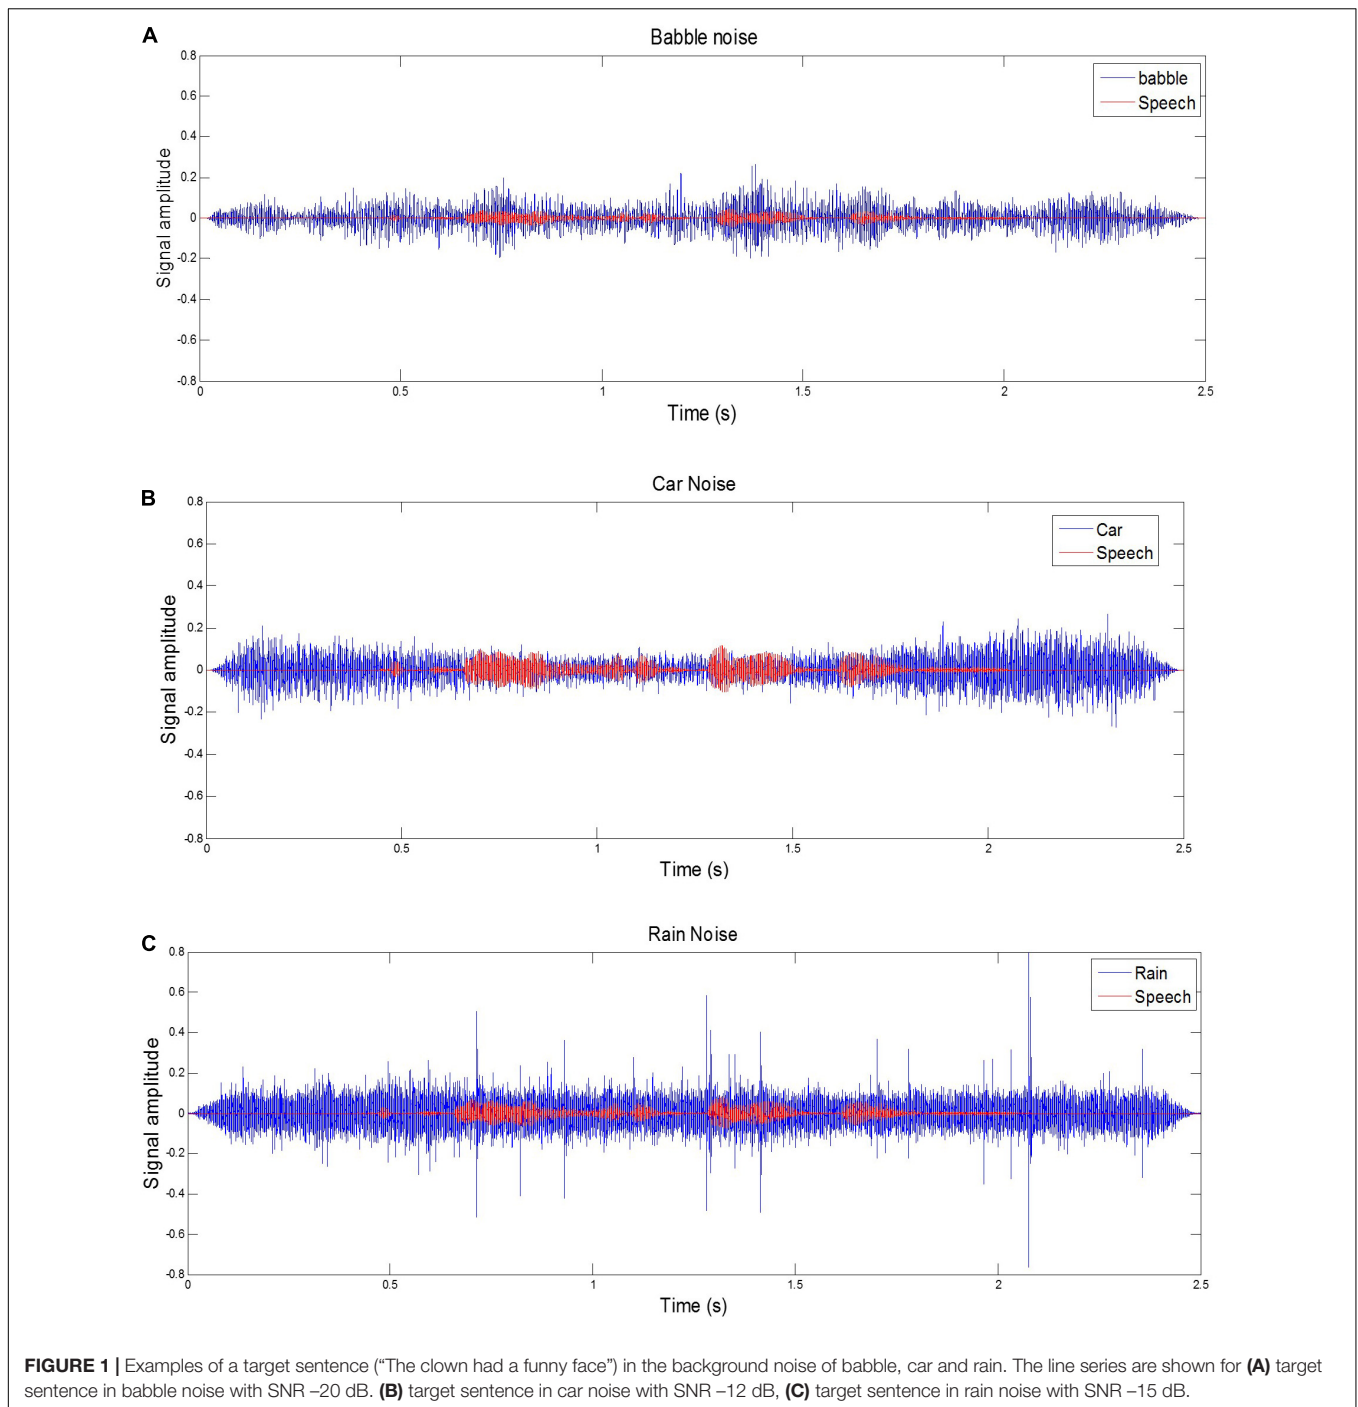 A
Babble noise
babble
Speech
Signal amplitude
0.8
0.6
0.4
0.2
0
-0.2
-0.4
-0.6
-0.8
0 0.5 1 1.5 2 2.5
Time (s)
B
Car Noise
Car
Speech
Signal amplitude
0.8
0.6
0.4
0.2
0
-0.2
-0.4
-0.6
-0.8
0 0.5 1 1.5 2 2.5
Time (s)
C
Rain Noise
Rain
Speech
Signal amplitude
0.8
0.6
0.4
0.2
0
-0.2
-0.4
-0.6
-0.8
0 0.5 1 1.5 2 2.5
Time (s)
FIGURE 1 | Examples of a target sentence (“The clown had a funny face”) in the background noise of babble, car and rain. The line series are shown for (A) target
sentence in babble noise with SNR –20 dB. (B) target sentence in car noise with SNR –12 dB, (C) target sentence in rain noise with SNR –15 dB.